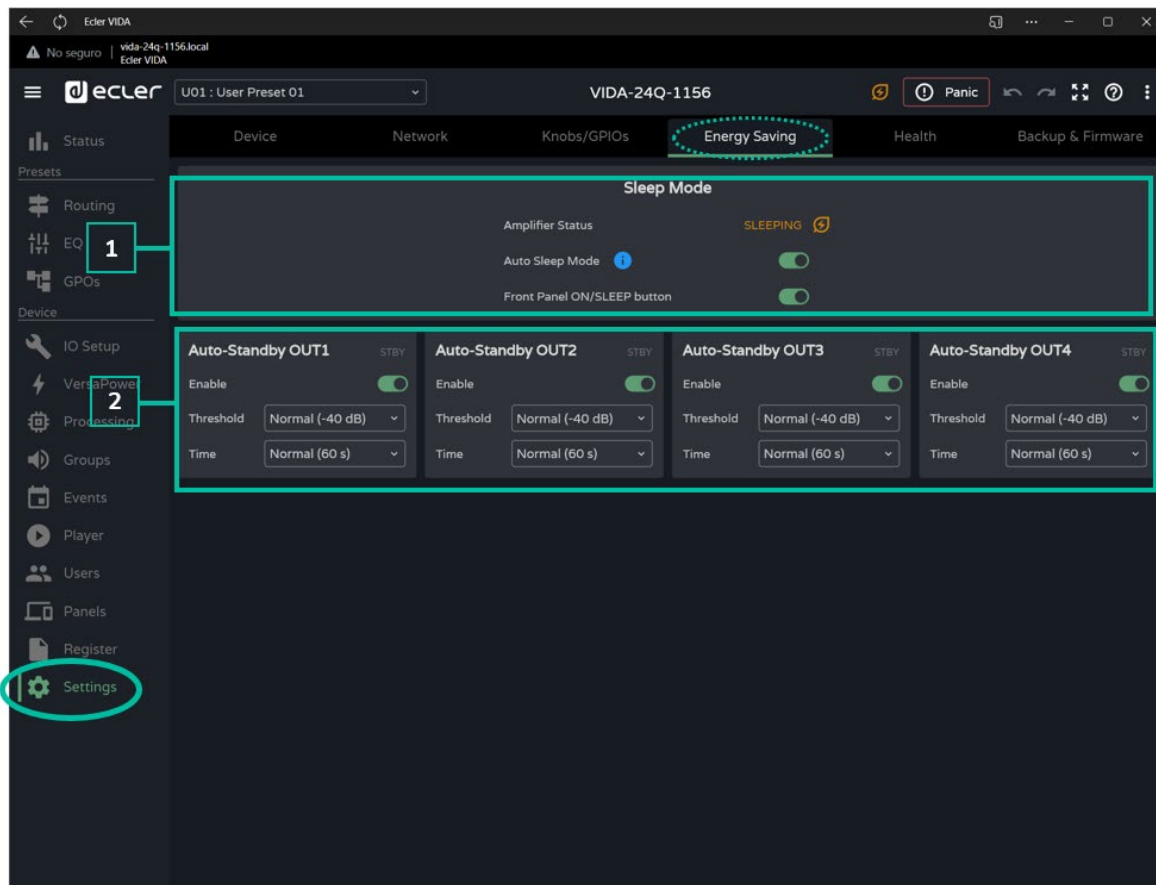 Ecler VIDA
No seguro | vida-24q-1156.local
Ecler VIDA
ecler U01 : User Preset 01 VIDA-24Q-1156 Panic
Device Network Knobs/GPIOs Energy Saving Health Backup & Firmware
Status
Presets
Routing
EQ
GPOs
Device
IO Setup
VersaPower
Processing
Groups
Events
Player
Users
Panels
Register
Settings
1
Sleep Mode
Amplifier Status SLEEPING
Auto Sleep Mode i
Front Panel ON/SLEEP button
2
Auto-Standby OUT1 STBY
Enable
Threshold Normal (-40 dB)
Time Normal (60 s)
Auto-Standby OUT2 STBY
Enable
Threshold Normal (-40 dB)
Time Normal (60 s)
Auto-Standby OUT3 STBY
Enable
Threshold Normal (-40 dB)
Time Normal (60 s)
Auto-Standby OUT4 STBY
Enable
Threshold Normal (-40 dB)
Time Normal (60 s)